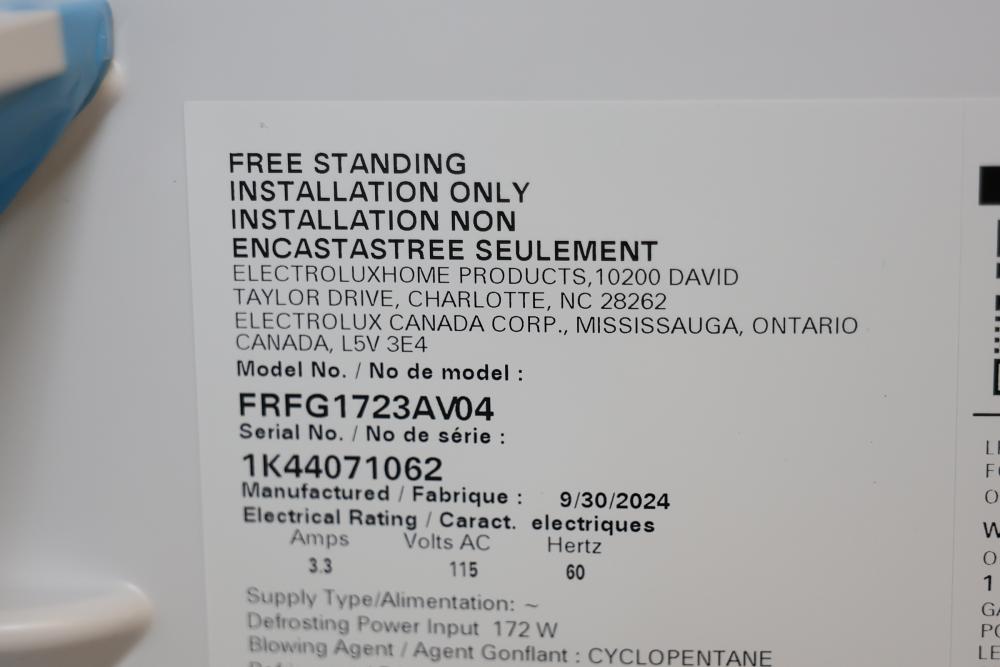 FREE STANDING
INSTALLATION ONLY
INSTALLATION NON
ENCASTASTREE SEULEMENT
ELECTROLUXHOME PRODUCTS,10200 DAVID
TAYLOR DRIVE, CHARLOTTE, NC 28262
ELECTROLUX CANADA CORP., MISSISSAUGA, ONTARIO
CANADA, L5V 3E4
Model No. / No de model :
FRFG1723AV04
Serial No. / No de série :
1K44071062
Manufactured / Fabrique : 9/30/2024
Electrical Rating / Caract. electriques
Amps Volts AC Hertz
3.3 115 60
Supply Type/Alimentation: ~
Defrosting Power Input 172 W
Blowing Agent / Agent Gonflant : CYCLOPENTANE